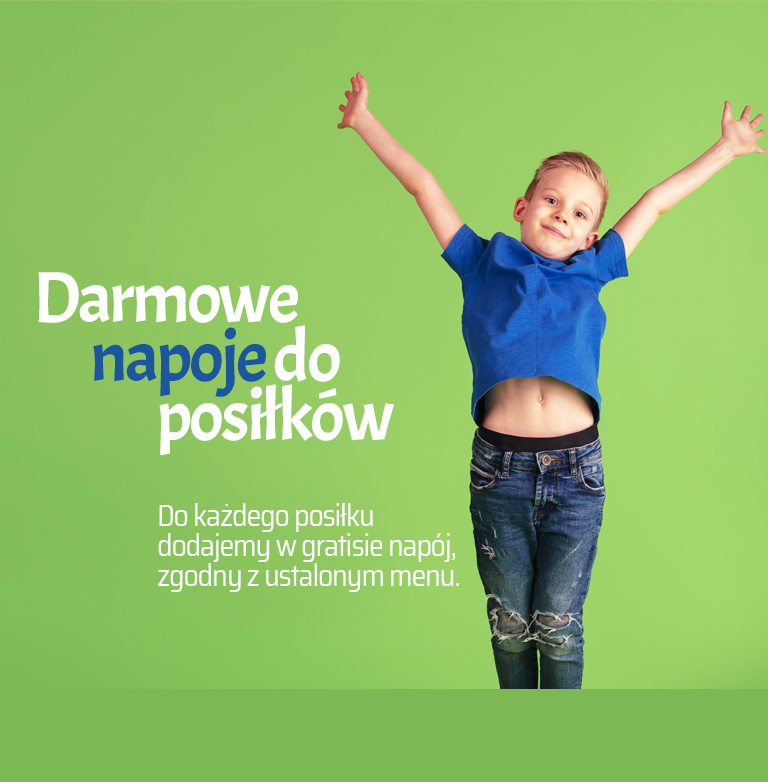 Darmowe
napoje do
posiłków
Do każdego posiłku
dodajemy w gratisie napój,
zgodny z ustalonym menu.